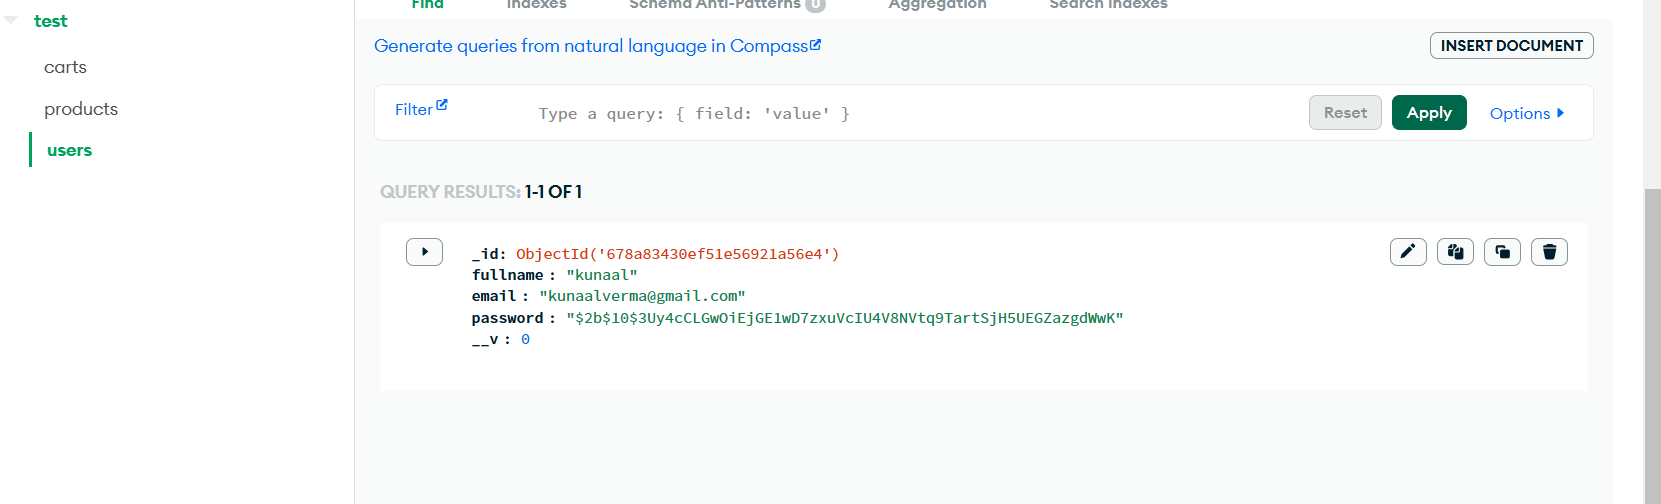 test
carts
products
users
Find Indexes Schema Anti-Patterns 0 Aggregation Search Indexes
Generate queries from natural language in Compass
INSERT DOCUMENT
Filter
Type a query: { field: 'value' }
Reset
Apply
Options
QUERY RESULTS: 1-1 OF 1
_id: ObjectId('678a83430ef51e56921a56e4')
fullname : "kunaal"
email : "kunaalverma@gmail.com"
password : "$2b$10$3Uy4cCLGwOiEjGE1wD7zxuVcIU4V8NVtq9TartSjH5UEGZazgdWwK"
__v : 0